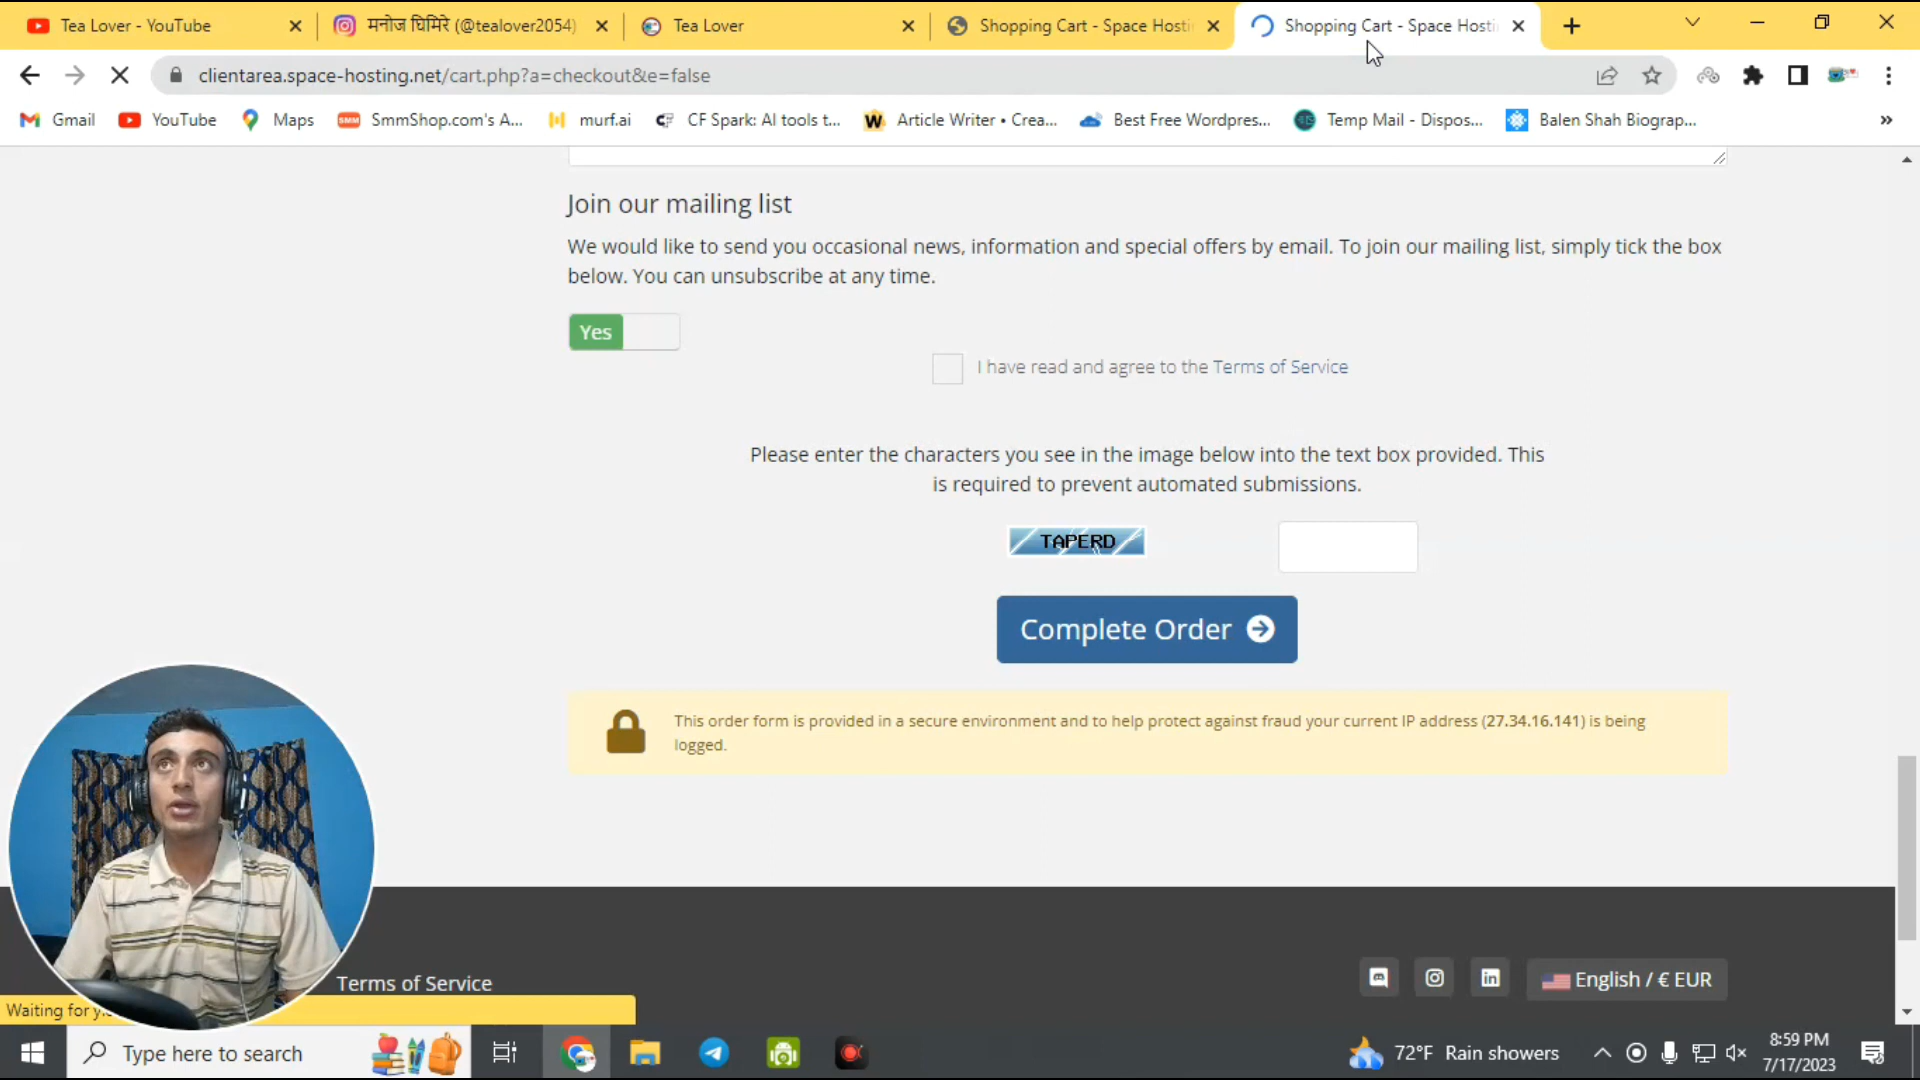 Tea Lover - YouTube
मनोज घिमिरे (@tealover2054)
Tea Lover
Shopping Cart - Space Hosti
Shopping Cart - Space Hosti
clientarea.space-hosting.net/cart.php?a=checkout&e=false
Gmail
YouTube
Maps
SmmShop.com's A...
murf.ai
CF Spark: AI tools t...
Article Writer • Crea...
Best Free Wordpres...
Temp Mail - Dispos...
Balen Shah Biograp...
Join our mailing list
We would like to send you occasional news, information and special offers by email. To join our mailing list, simply tick the box
below. You can unsubscribe at any time.
Yes
I have read and agree to the Terms of Service
Please enter the characters you see in the image below into the text box provided. This
is required to prevent automated submissions.
TAPERD
Complete Order
This order form is provided in a secure environment and to help protect against fraud your current IP address (27.34.16.141) is being
logged.
Terms of Service
English / € EUR
Waiting for
Type here to search
72°F Rain showers
8:59 PM
7/17/2023